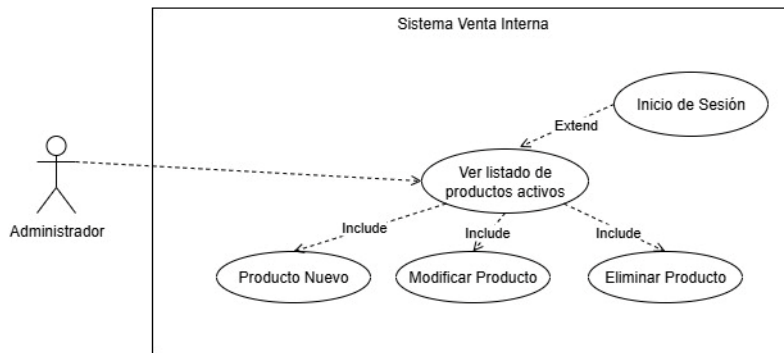 Sistema Venta Interna
Inicio de Sesión
Extend
Ver listado de
productos activos
Administrador
Include
Include
Include
Producto Nuevo
Modificar Producto
Eliminar Producto